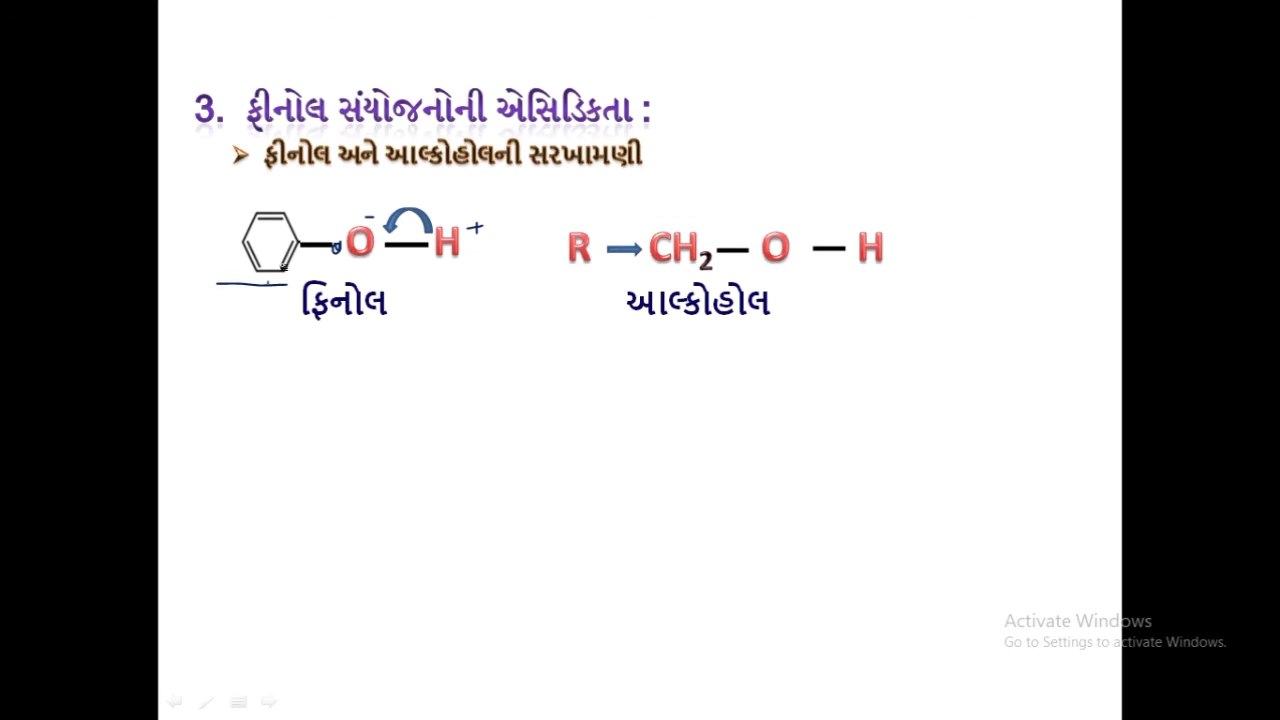 3. ફીનોલ સંયોજનોની એસિડિકતા :
➢ ફીનોલ અને આલ્કોહોલની સરખામણી
O⁻ — H⁺
R → CH₂ — O — H
ફિનોલ
આલ્કોહોલ
Activate Windows
Go to Settings to activate Windows.